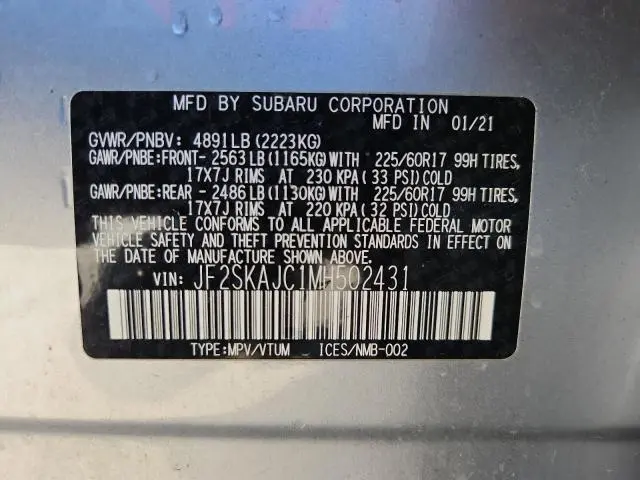 MFD BY SUBARU CORPORATION
MFD IN 01/21
GVWR/PNBV: 4891LB (2223KG)
GAWR/PNBE:FRONT- 2563LB(1165KG)WITH 225/60R17 99H TIRES,
17X7J RIMS AT 230 KPA(33 PSI)COLD
GAWR/PNBE:REAR - 2486LB(1130KG)WITH 225/60R17 99H TIRES,
17X7J RIMS AT 220 KPA(32 PSI)COLD
THIS VEHICLE CONFORMS TO ALL APPLICABLE FEDERAL MOTOR
VEHICLE SAFETY AND THEFT PREVENTION STANDARDS IN EFFECT ON
THE DATE OF MANUFACTURE SHOWN ABOVE.
VIN: JF2SKAJC1MH502431
TYPE:MPV/VTUM ICES/NMB-002